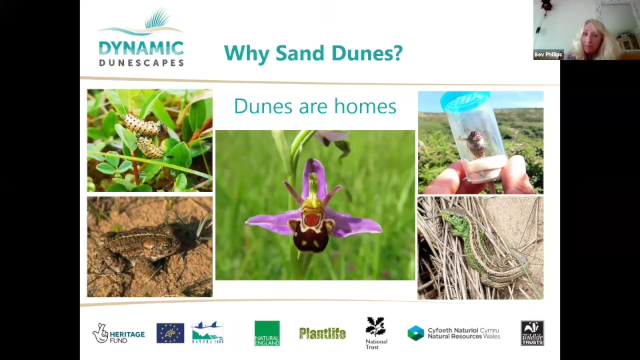 DYNAMIC
DUNESCAPES
Why Sand Dunes?
Bev Phillips
Dunes are homes
HERITAGE
FUND
NATURAL
ENGLAND
Plantlife
National
Trust
Cyfoeth Naturiol Cymru
Natural Resources Wales